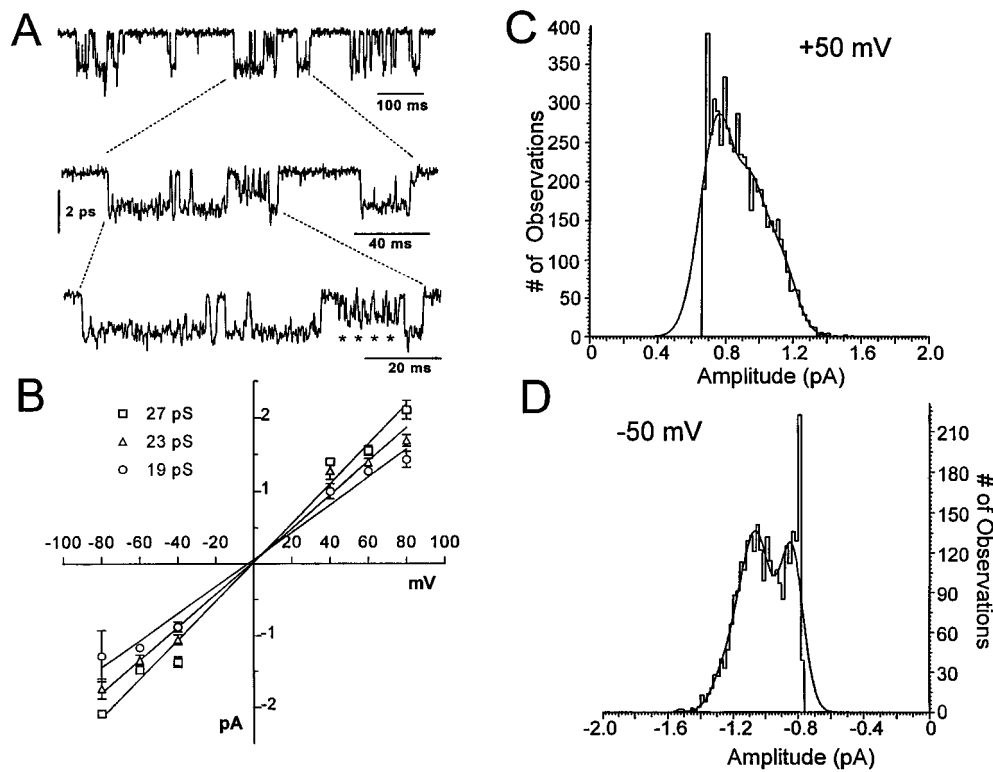 A
100 ms
2 ps
40 ms
* * * *
20 ms
B
27 pS
23 pS
19 pS
2
1
-100 -80 -60 -40 -20 0 20 40 60 80 100
mV
-1
-2
pA
C
+50 mV
400
350
300
250
200
150
100
50
0
# of Observations
0 0.4 0.8 1.2 1.6 2.0
Amplitude (pA)
D
-50 mV
210
180
150
120
90
60
30
0
# of Observations
-2.0 -1.6 -1.2 -0.8 -0.4 0
Amplitude (pA)